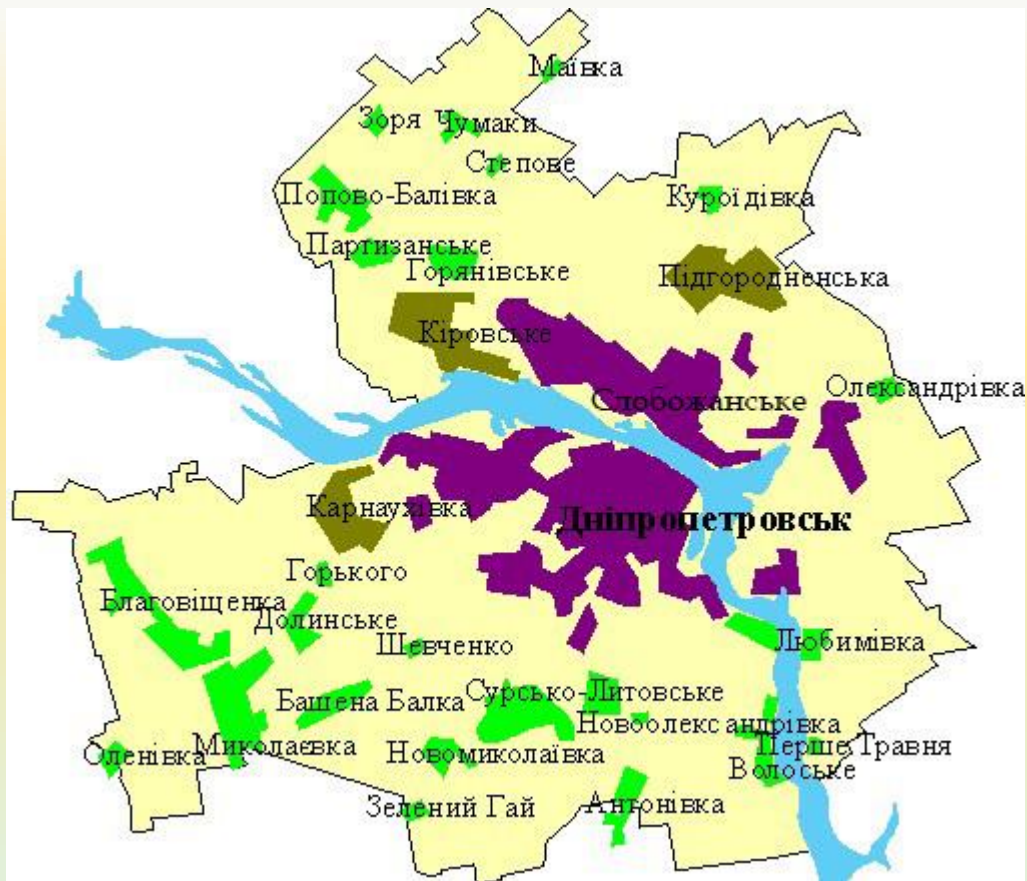 Маївка
Зоря
Чумаки
Степове
Попово-Балівка
Куроїдівка
Партизанське
Горянівське
Підгородненська
Кіровське
Олександрівка
Слобожанське
Карнаухівка
Дніпропетровськ
Горького
Благовіщенка
Долинське
Шевченко
Любимівка
Сурсько-Литовське
Башена Балка
Новоолександрівка
Миколаєвка
Оленівка
Новомиколаївка
Перше Травня
Волоське
Зелений Гай
Антонівка